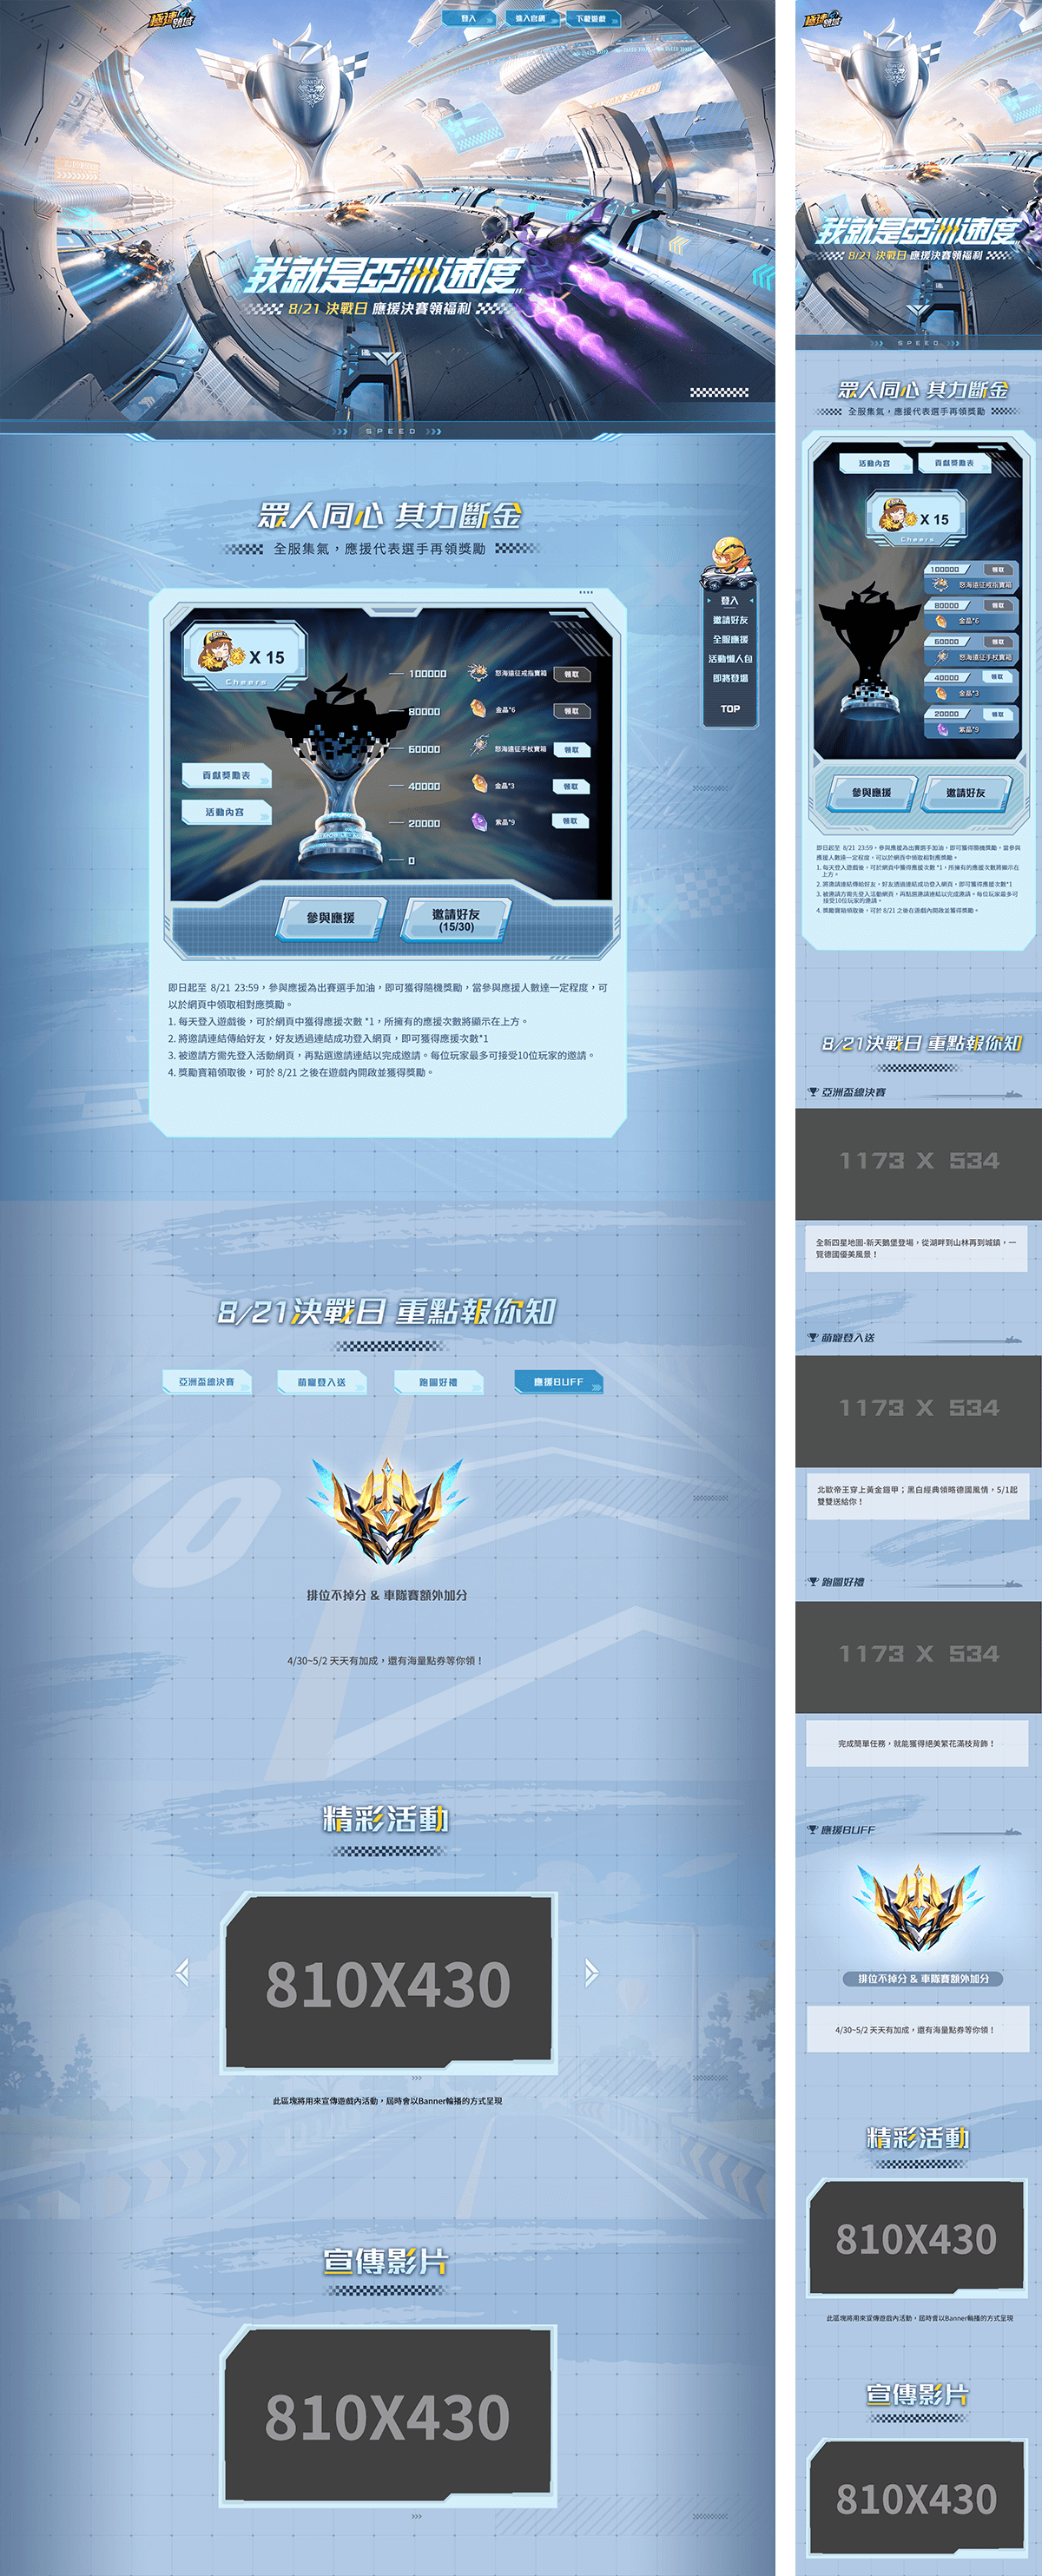 極速領域
登入
進入官網
下載遊戲
我就是亞洲速度
8/21 決戰日 應援決賽領福利
SPEED
眾人同心 其力斷金
全服集氣，應援代表選手再領獎勵
X 15
Cheers
貢獻獎勵表
活動內容
100000 怒海遠征戒指寶箱 領取
80000 金晶*6 領取
60000 怒海遠征手杖寶箱 領取
40000 金晶*3 領取
20000 紫晶*9 領取
0
參與應援
邀請好友
(15/30)
即日起至 8/21 23:59，參與應援為出賽選手加油，即可獲得隨機獎勵，當參與應援人數達一定程度，可
以於網頁中領取相對應獎勵。
1. 每天登入遊戲後，可於網頁中獲得應援次數 *1，所擁有的應援次數將顯示在上方。
2. 將邀請連結傳給好友，好友透過連結成功登入網頁，即可獲得應援次數*1
3. 被邀請方需先登入活動網頁，再點選邀請連結以完成邀請。每位玩家最多可接受10位玩家的邀請。
4. 獎勵寶箱領取後，可於 8/21 之後在遊戲內開啟並獲得獎勵。
登入
邀請好友
全服應援
活動懶人包
即將登場
TOP
8/21決戰日 重點報你知
亞洲盃總決賽
萌寵登入送
跑圖好禮
應援BUFF
排位不掉分 & 車隊賽額外加分
4/30~5/2 天天有加成，還有海量點券等你領！
精彩活動
810X430
此區塊將用來宣傳遊戲內活動，屆時會以Banner輪播的方式呈現
宣傳影片
810X430
極速領域
我就是亞洲速度
8/21 決戰日 應援決賽領福利
SPEED
眾人同心 其力斷金
全服集氣，應援代表選手再領獎勵
活動內容
貢獻獎勵表
X 15
Cheers
100000 領取
怒海遠征戒指寶箱
80000 領取
金晶*6
60000 領取
怒海遠征手杖寶箱
40000 領取
金晶*3
20000 領取
紫晶*9
參與應援
邀請好友
即日起至 8/21 23:59，參與應援為出賽選手加油，即可獲得隨機獎勵，當參與
應援人數達一定程度，可以於網頁中領取相對應獎勵。
1. 每天登入遊戲後，可於網頁中獲得應援次數 *1，所擁有的應援次數將顯示在
上方。
2. 將邀請連結傳給好友，好友透過連結成功登入網頁，即可獲得應援次數*1
3. 被邀請方需先登入活動網頁，再點選邀請連結以完成邀請。每位玩家最多可
接受10位玩家的邀請。
4. 獎勵寶箱領取後，可於 8/21 之後在遊戲內開啟並獲得獎勵。
8/21決戰日 重點報你知
亞洲盃總決賽
1173 X 534
全新四星地圖-新天鵝堡登場，從湖畔到山林再到城鎮，一
覽德國優美風景！
萌寵登入送
1173 X 534
北歐帝王穿上黃金鎧甲；黑白經典領略德國風情，5/1起
雙雙送給你！
跑圖好禮
1173 X 534
完成簡單任務，就能獲得絕美繁花滿枝背飾！
應援BUFF
排位不掉分 & 車隊賽額外加分
4/30~5/2 天天有加成，還有海量點券等你領！
精彩活動
810X430
此區塊將用來宣傳遊戲內活動，屆時會以Banner輪播的方式呈現
宣傳影片
810X430